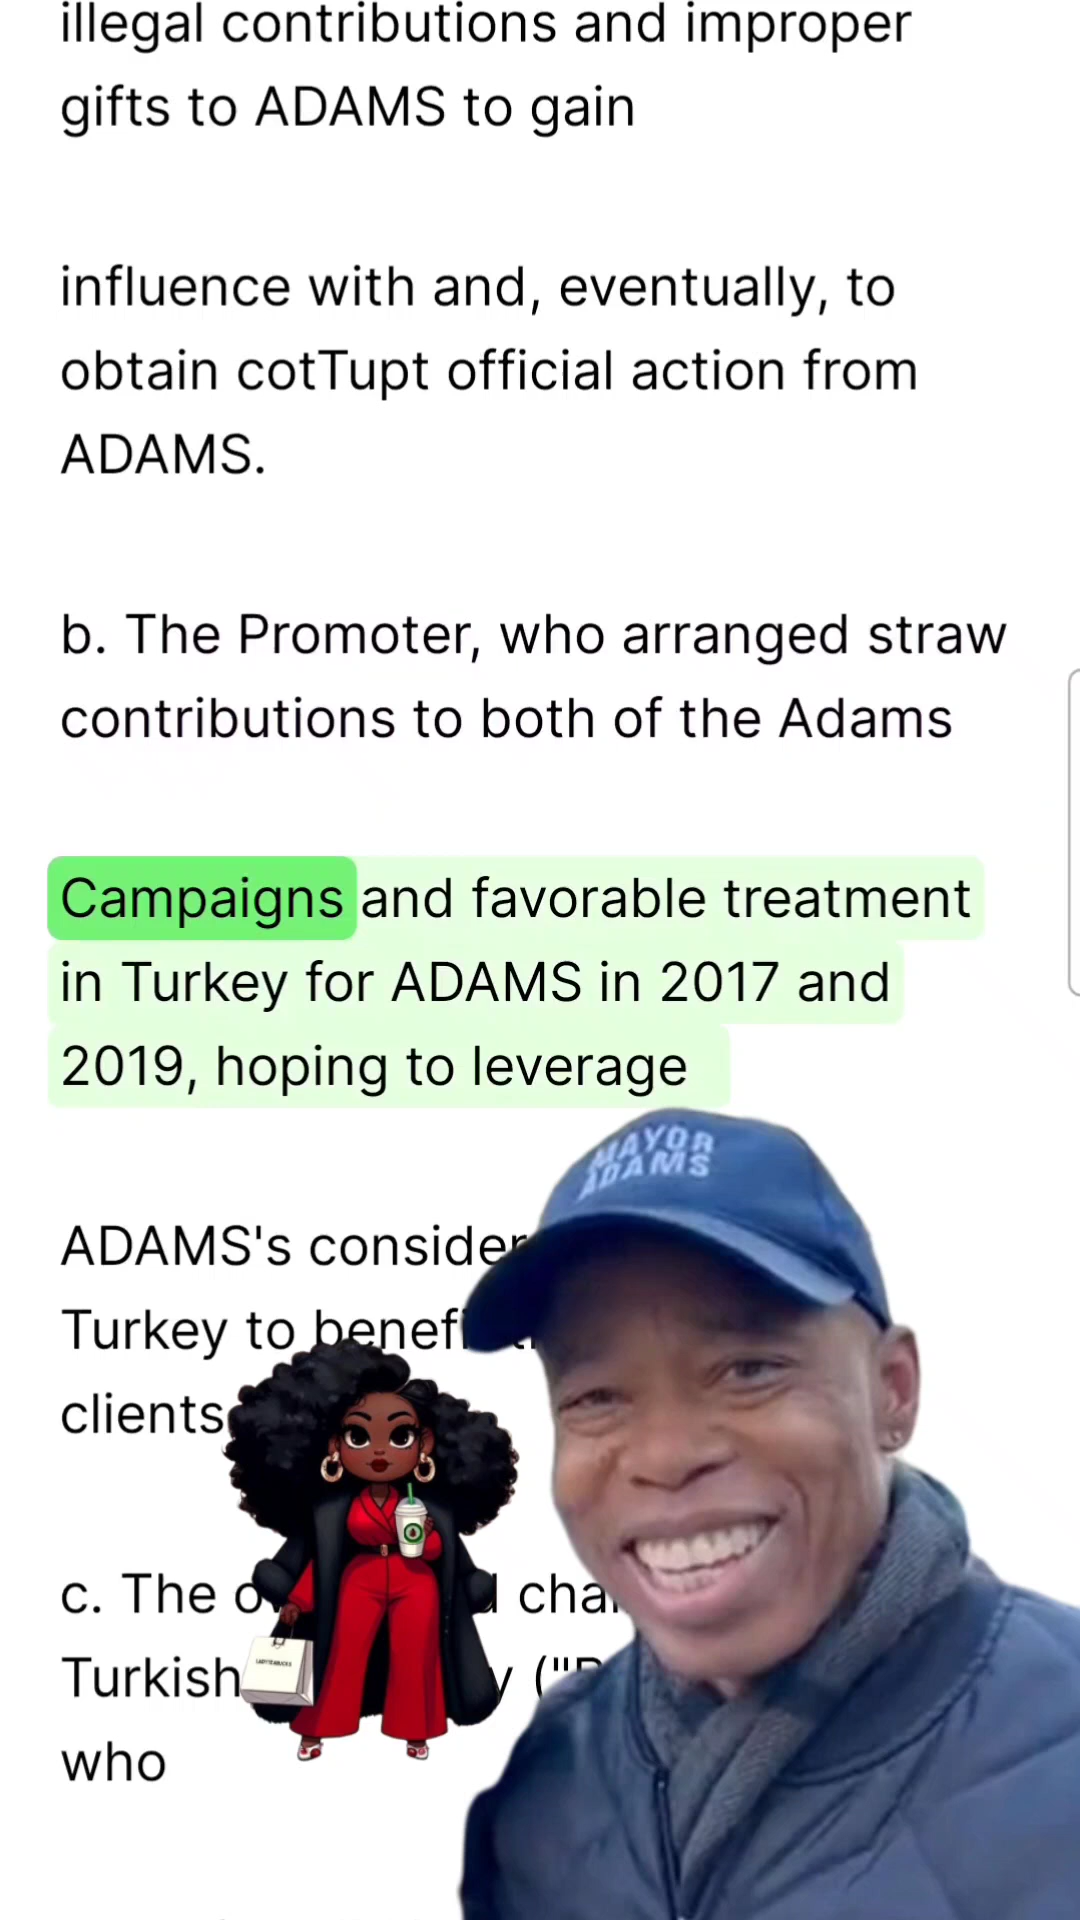 illegal contributions and improper
gifts to ADAMS to gain
influence with and, eventually, to
obtain cotTupt official action from
ADAMS.
b. The Promoter, who arranged straw
contributions to both of the Adams
Campaigns and favorable treatment
in Turkey for ADAMS in 2017 and
2019, hoping to leverage
MAYOR
ADAMS
ADAMS's consider
Turkey to benefi
clients
c. The
Turkish
who